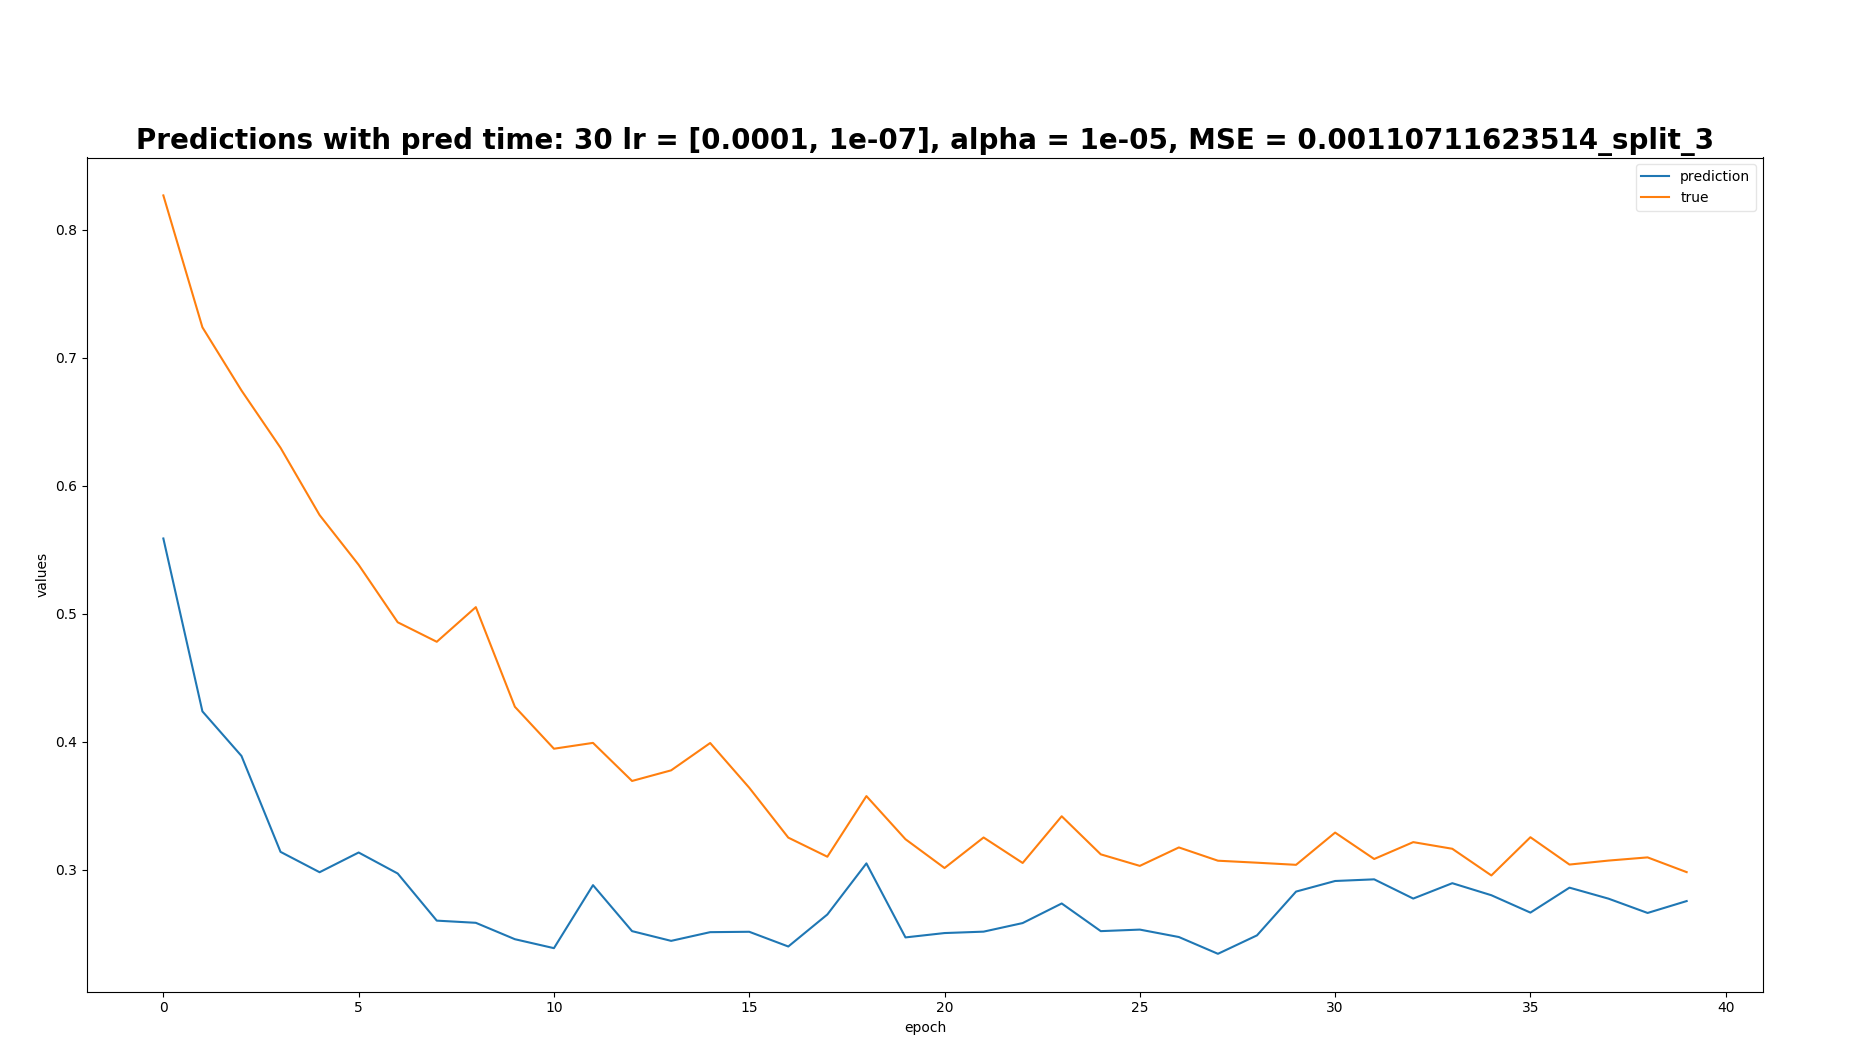 Predictions with pred time: 30 lr = [0.0001, 1e-07], alpha = 1e-05, MSE = 0.00110711623514_split_3
prediction
true
0.8
0.7
0.6
0.5
0.4
0.3
values
0 5 10 15 20 25 30 35 40
epoch